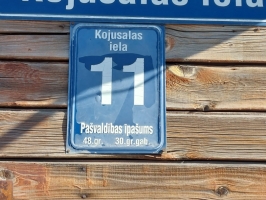 Kojusalas iela
Kojusalas
iela
11
Pašvaldības īpašums
48.gr. 30.gr.gab.